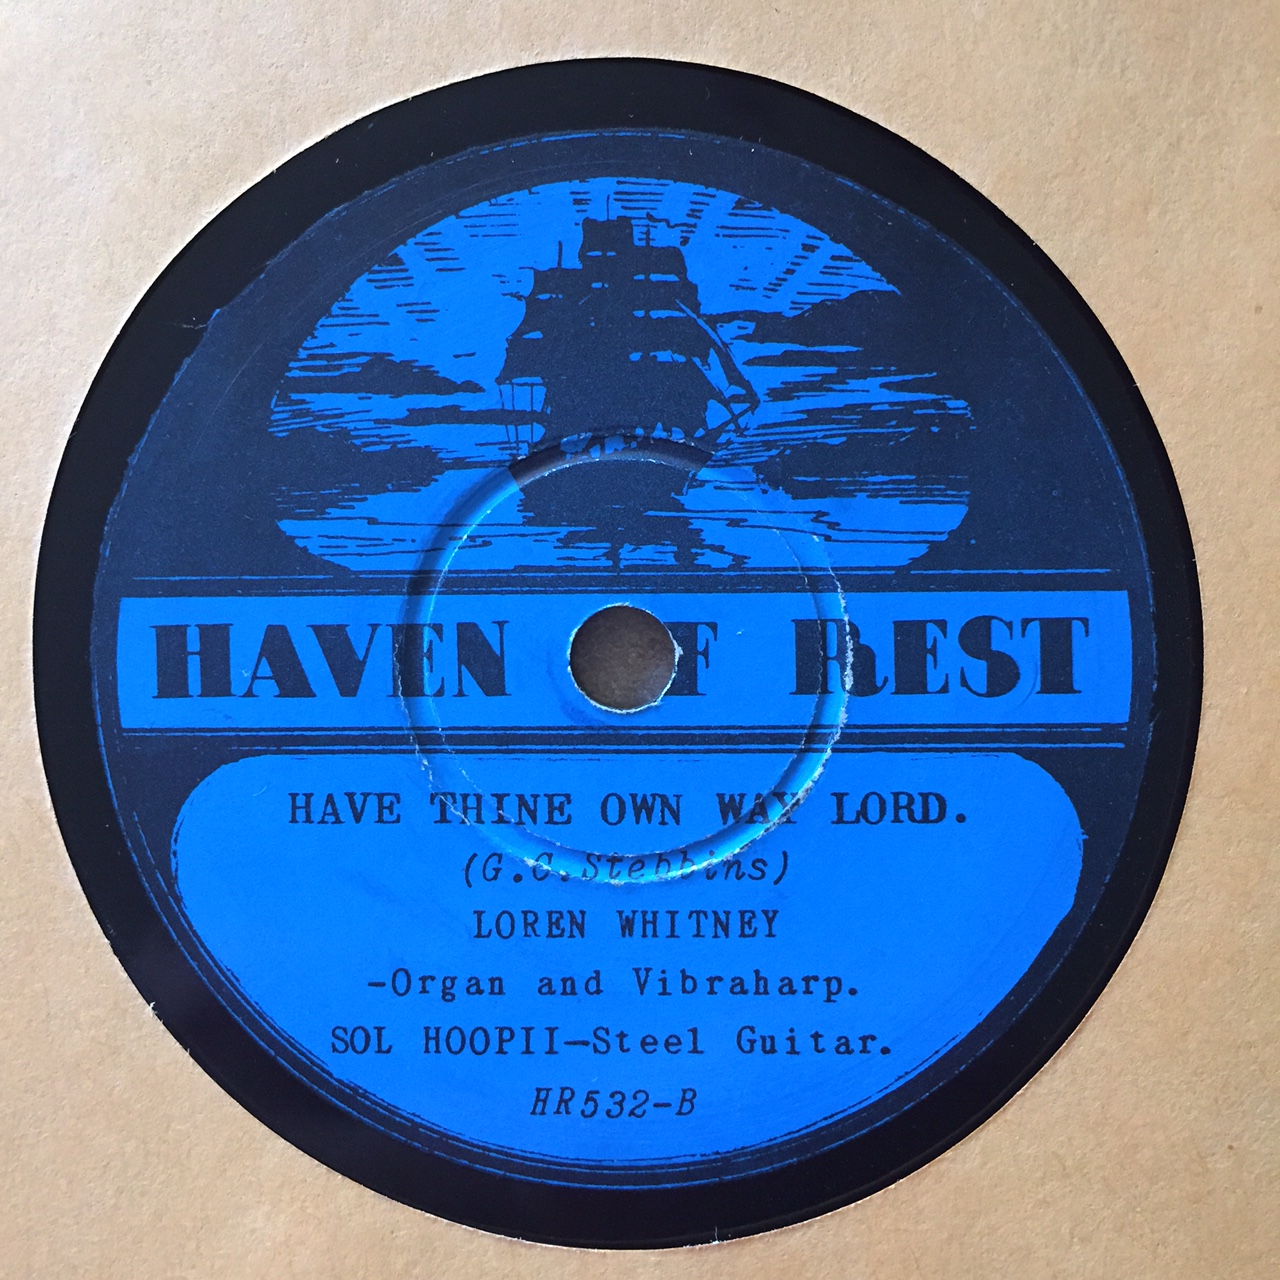 HAVEN OF REST
HAVE THINE OWN WAY LORD.
(G.C.Stebbins)
LOREN WHITNEY
-Organ and Vibraharp.
SOL HOOPII-Steel Guitar.
HR532-B